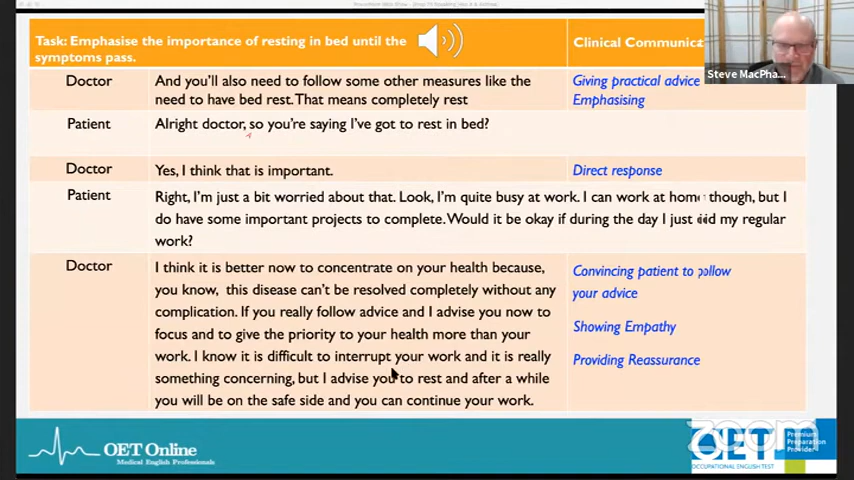 Task: Emphasise the importance of resting in bed until the
symptoms pass.
Steve MacPha...
Doctor
And you'll also need to follow some other measures like the
need to have bed rest. That means completely rest
Giving practical advice
Emphasising
Patient
Alright doctor, so you're saying I've got to rest in bed?
Doctor
Yes, I think that is important.
Direct response
Patient
Right, I'm just a bit worried about that. Look, I'm quite busy at work. I can work at home though, but I
do have some important projects to complete. Would it be okay if during the day I just did my regular
work?
Doctor
I think it is better now to concentrate on your health because,
you know, this disease can't be resolved completely without any
complication. If you really follow advice and I advise you now to
focus and to give the priority to your health more than your
work. I know it is difficult to interrupt your work and it is really
something concerning, but I advise you to rest and after a while
you will be on the safe side and you can continue your work.
Convincing patient to follow
your advice
Showing Empathy
Providing Reassurance
OET Online
Medical English Professionals
zoom
OET
OCCUPATIONAL ENGLISH TEST
Premium
Preparation
Provider